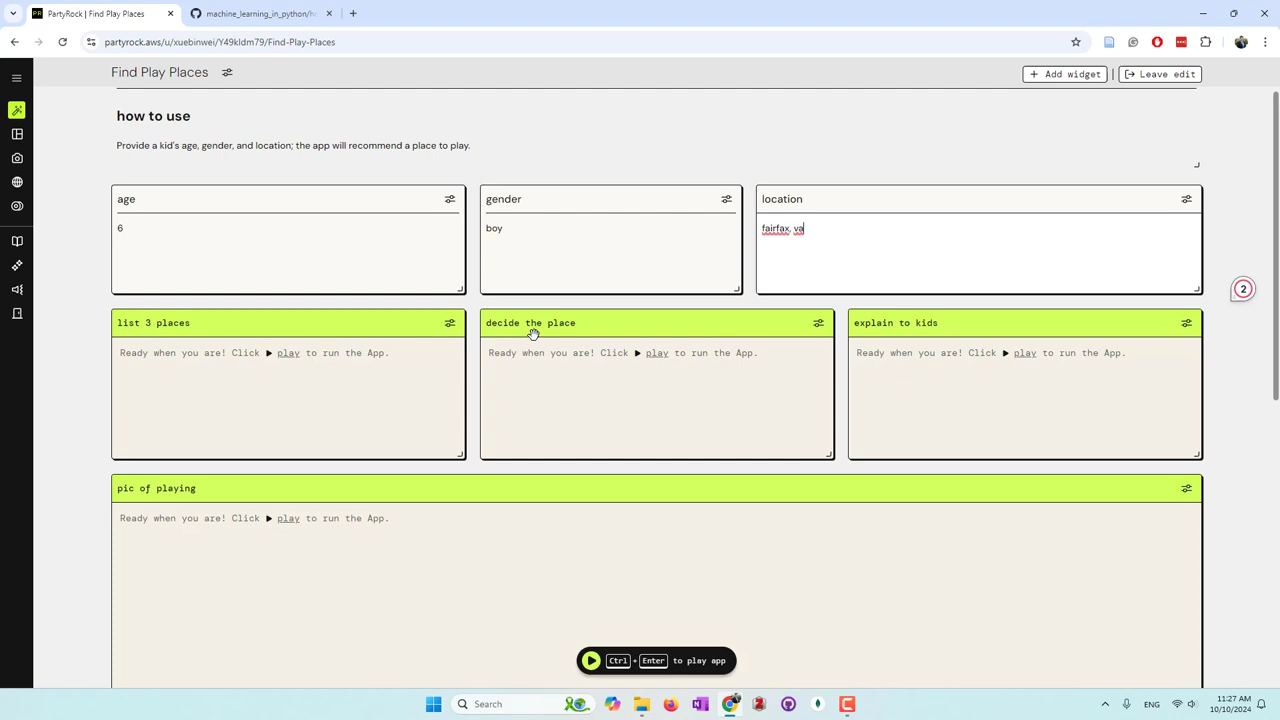 PartyRock | Find Play Places
machine_learning_in_python/ho
partyrock.aws/u/xuebinwei/Y49kIdm79/Find-Play-Places
Find Play Places
Add widget
Leave edit
how to use
Provide a kid's age, gender, and location; the app will recommend a place to play.
age
gender
location
6
boy
fairfax, va
2
list 3 places
decide the place
explain to kids
Ready when you are! Click ▶ play to run the App.
Ready when you are! Click ▶ play to run the App.
Ready when you are! Click ▶ play to run the App.
pic of playing
Ready when you are! Click ▶ play to run the App.
Ctrl + Enter to play app
Search
ENG
11:27 AM
10/10/2024